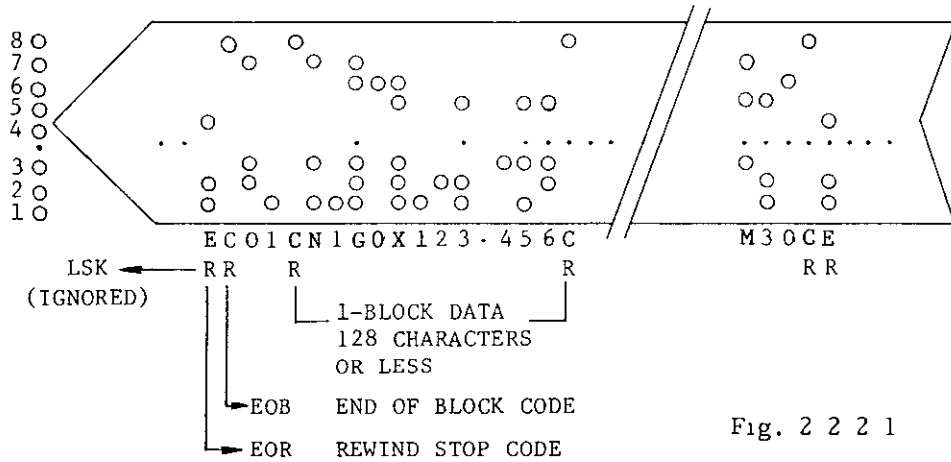 8
7
6
5
4
3
2
1
E C O 1 C N 1 G O X 1 2 3 . 4 5 6 C M 3 O C E
LSK R R R R R R
(IGNORED)
1-BLOCK DATA
128 CHARACTERS
OR LESS
EOB END OF BLOCK CODE
EOR REWIND STOP CODE
Fig. 2 2 2 1